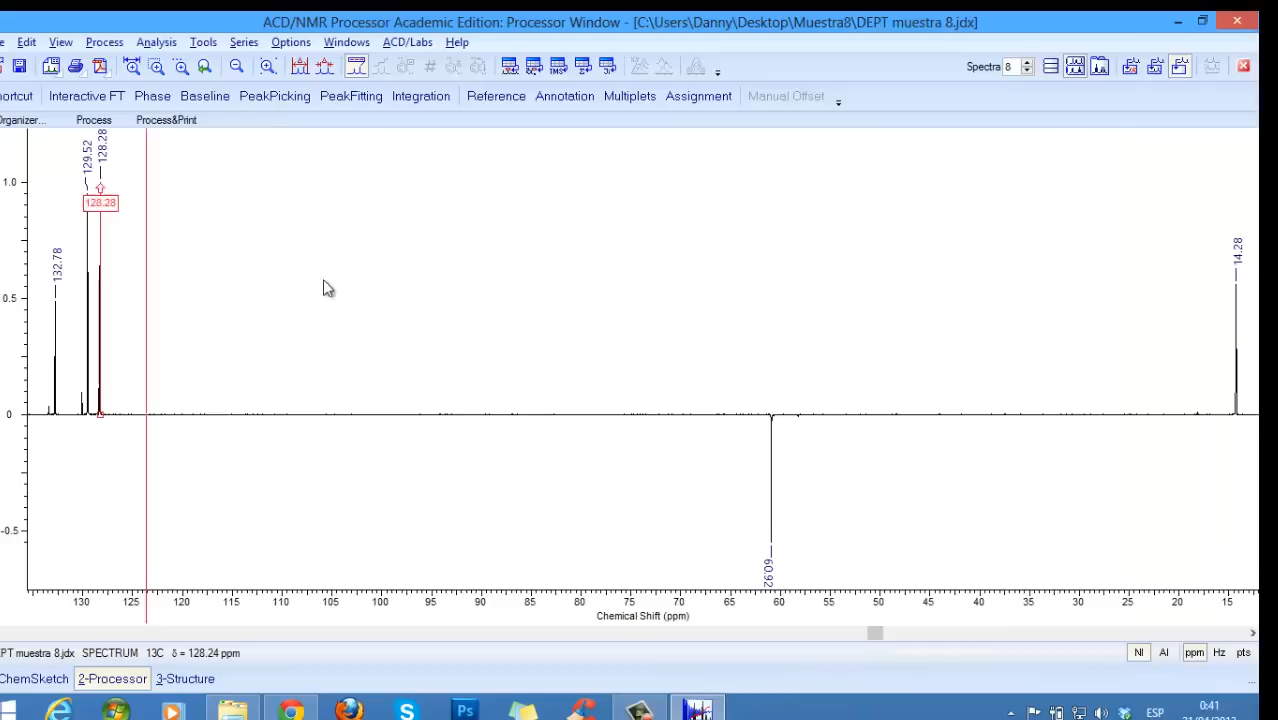 ACD/NMR Processor Academic Edition: Processor Window - [C:\Users\Danny\Desktop\Muestra8\DEPT muestra 8.jdx]
Edit View Process Analysis Tools Series Options Windows ACD/Labs Help
Spectra 8
ortcut Interactive FT Phase Baseline PeakPicking PeakFitting Integration Reference Annotation Multiplets Assignment Manual Offset
Organizer... Process Process&Print
129.52
128.28
1.0
128.28
132.78
14.28
0.5
0
-0.5
60.92
130 125 120 115 110 105 100 95 90 85 80 75 70 65 60 55 50 45 40 35 30 25 20 15
Chemical Shift (ppm)
PT muestra 8.jdx SPECTRUM 13C δ = 128.24 ppm NI AI ppm Hz pts
ChemSketch 2-Processor 3-Structure
Ps ESP 0:41